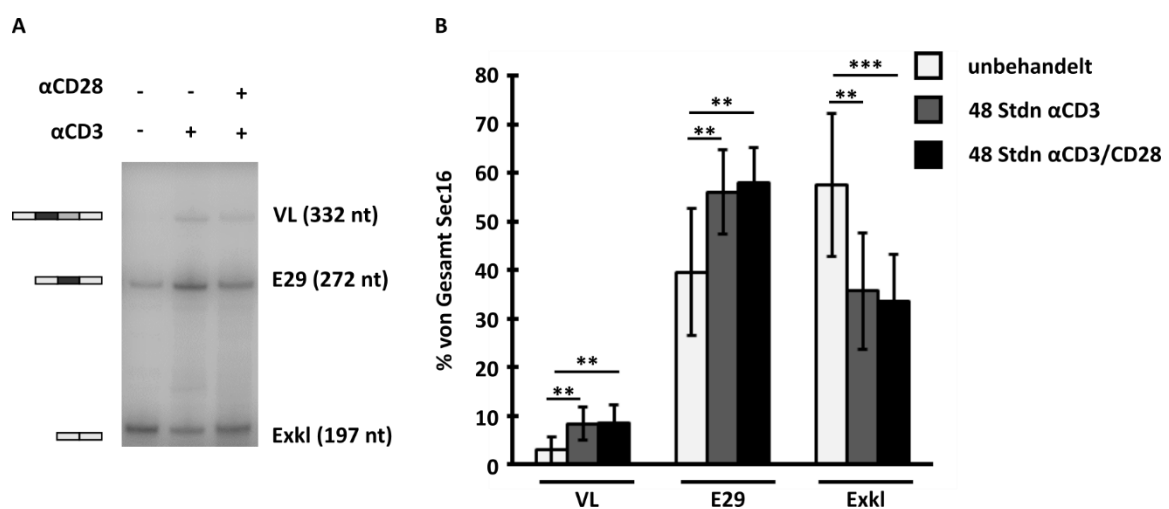 A
αCD28 - - +
αCD3 - + +
VL (332 nt)
E29 (272 nt)
Exkl (197 nt)
B
% von Gesamt Sec16
80
70
60
50
40
30
20
10
0
** **
** **
** ***
VL E29 Exkl
unbehandelt
48 Stdn αCD3
48 Stdn αCD3/CD28